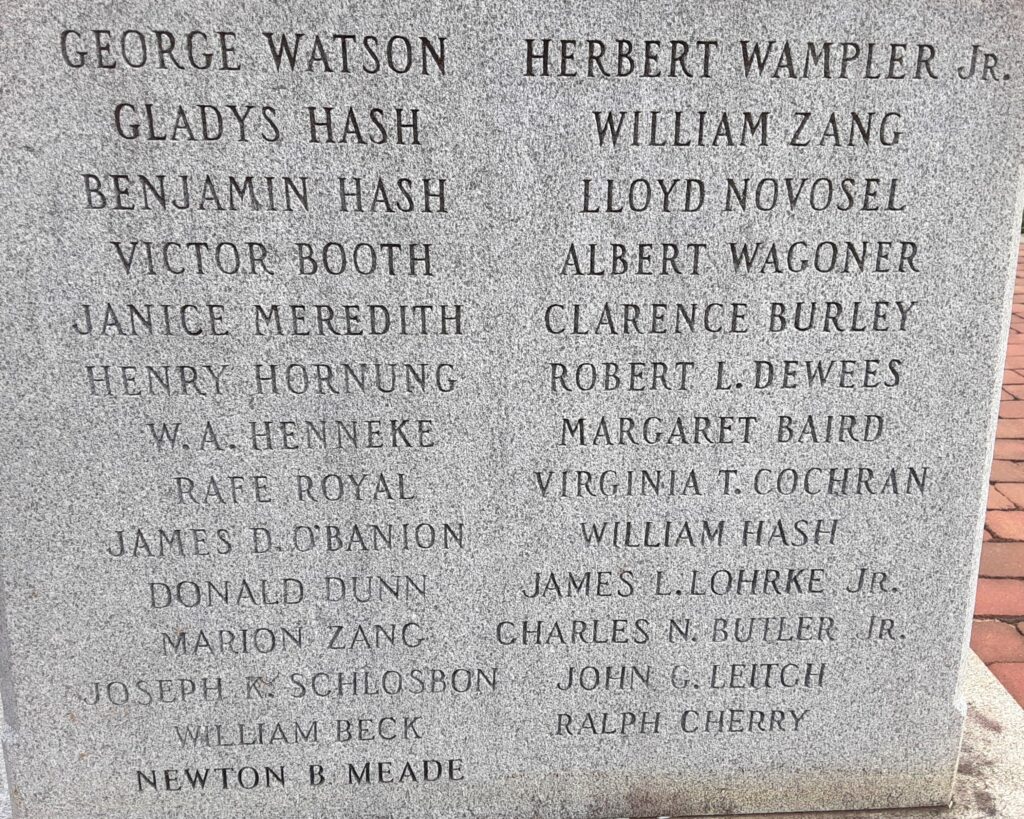 GEORGE WATSON
GLADYS HASH
BENJAMIN HASH
VICTOR BOOTH
JANICE MEREDITH
HENRY HORNUNG
W. A. HENNEKE
RAFE ROYAL
JAMES D. O'BANION
DONALD DUNN
MARION ZANG
JOSEPH K. SCHLOSBON
WILLIAM BECK
NEWTON B MEADE
HERBERT WAMPLER JR.
WILLIAM ZANG
LLOYD NOVOSEL
ALBERT WAGONER
CLARENCE BURLEY
ROBERT L. DEWEES
MARGARET BAIRD
VIRGINIA T. COCHRAN
WILLIAM HASH
JAMES L. LOHRKE JR.
CHARLES N. BUTLER JR.
JOHN G. LEITCH
RALPH CHERRY